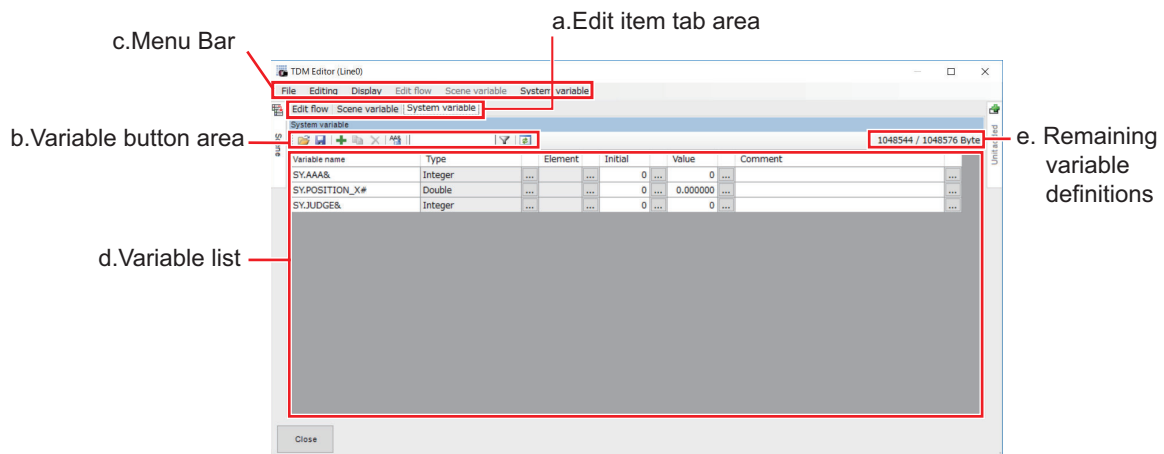 a.Edit item tab area
c.Menu Bar
TDM Editor (Line0)
File Editing Display Edit flow Scene variable System variable
Edit flow Scene variable System variable
System variable
b.Variable button area
1048544 / 1048576 Byte
e. Remaining
variable
definitions
Variable name Type Element Initial Value Comment
SY.AAA& Integer ... ... 0 ... 0 ... ...
SY.POSITION_X# Double ... ... 0 ... 0.000000 ... ...
SY.JUDGE& Integer ... ... 0 ... 0 ... ...
d.Variable list
Close